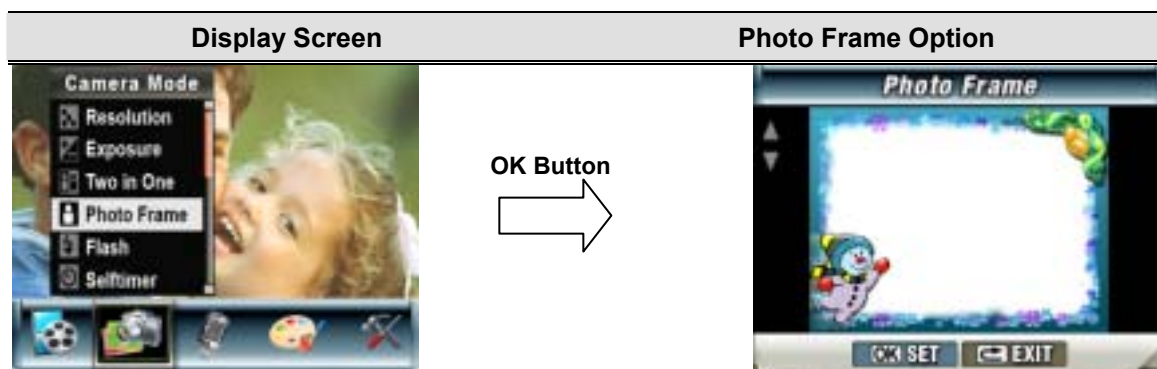 Display Screen
Photo Frame Option
Camera Mode
Resolution
Exposure
Two in One
Photo Frame
Flash
Selftimer
OK Button
Photo Frame
OK SET
EXIT